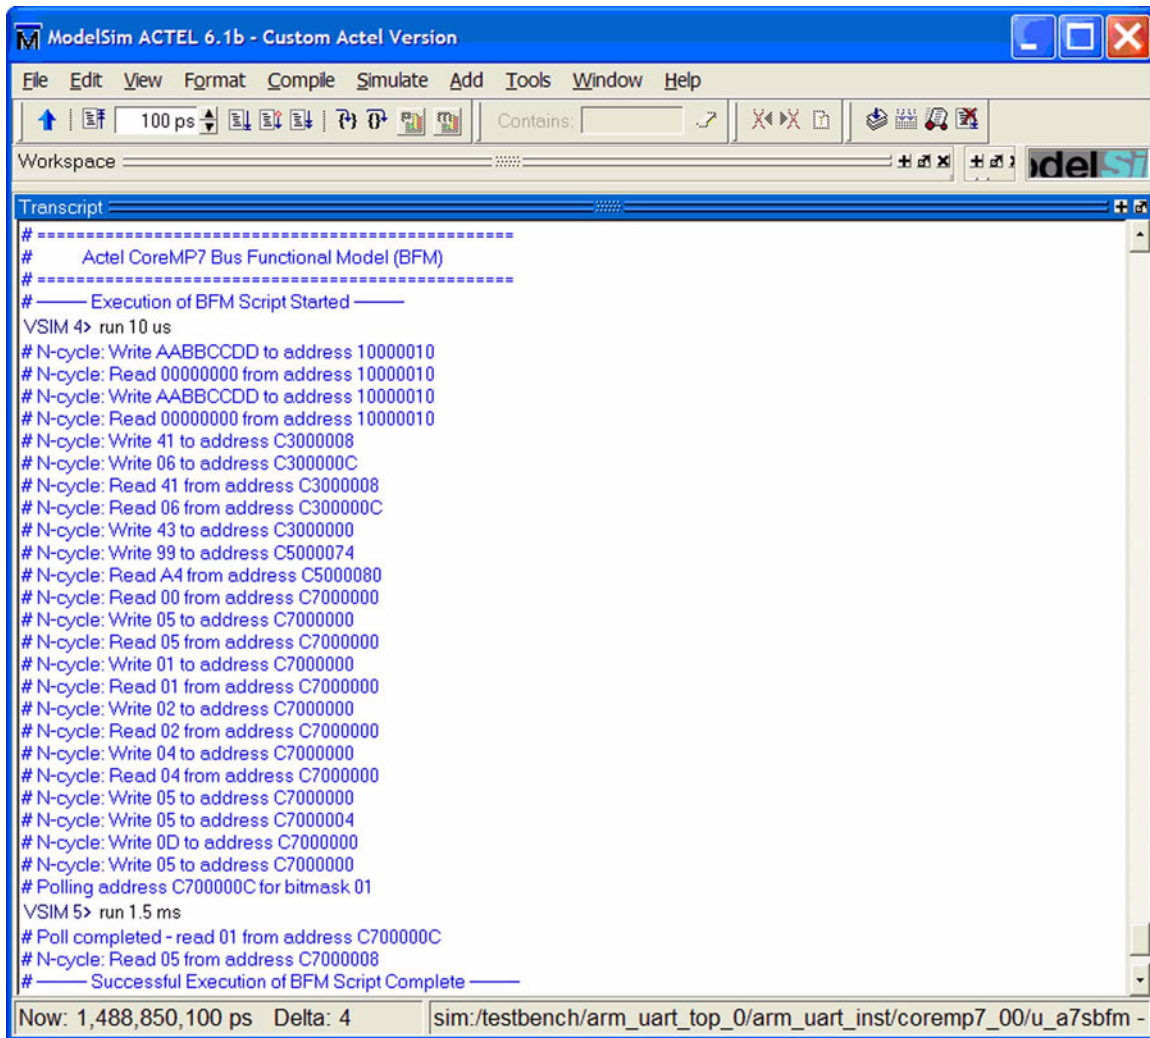 ModelSim ACTEL 6.1b - Custom Actel Version
File Edit View Format Compile Simulate Add Tools Window Help
100 ps Contains:
Workspace
odelSi
Transcript
# =================================================
# Actel CoreMP7 Bus Functional Model (BFM)
# =================================================
# ——— Execution of BFM Script Started ———
VSIM 4> run 10 us
# N-cycle: Write AABBCCDD to address 10000010
# N-cycle: Read 00000000 from address 10000010
# N-cycle: Write AABBCCDD to address 10000010
# N-cycle: Read 00000000 from address 10000010
# N-cycle: Write 41 to address C3000008
# N-cycle: Write 06 to address C300000C
# N-cycle: Read 41 from address C3000008
# N-cycle: Read 06 from address C300000C
# N-cycle: Write 43 to address C3000000
# N-cycle: Write 99 to address C5000074
# N-cycle: Read A4 from address C5000080
# N-cycle: Read 00 from address C7000000
# N-cycle: Write 05 to address C7000000
# N-cycle: Read 05 from address C7000000
# N-cycle: Write 01 to address C7000000
# N-cycle: Read 01 from address C7000000
# N-cycle: Write 02 to address C7000000
# N-cycle: Read 02 from address C7000000
# N-cycle: Write 04 to address C7000000
# N-cycle: Read 04 from address C7000000
# N-cycle: Write 05 to address C7000000
# N-cycle: Write 05 to address C7000004
# N-cycle: Write 0D to address C7000000
# N-cycle: Write 05 to address C7000000
# Polling address C700000C for bitmask 01
VSIM 5> run 1.5 ms
# Poll completed - read 01 from address C700000C
# N-cycle: Read 05 from address C7000008
# ——— Successful Execution of BFM Script Complete ———
Now: 1,488,850,100 ps Delta: 4 sim:/testbench/arm_uart_top_0/arm_uart_inst/coremp7_00/u_a7sbfm -